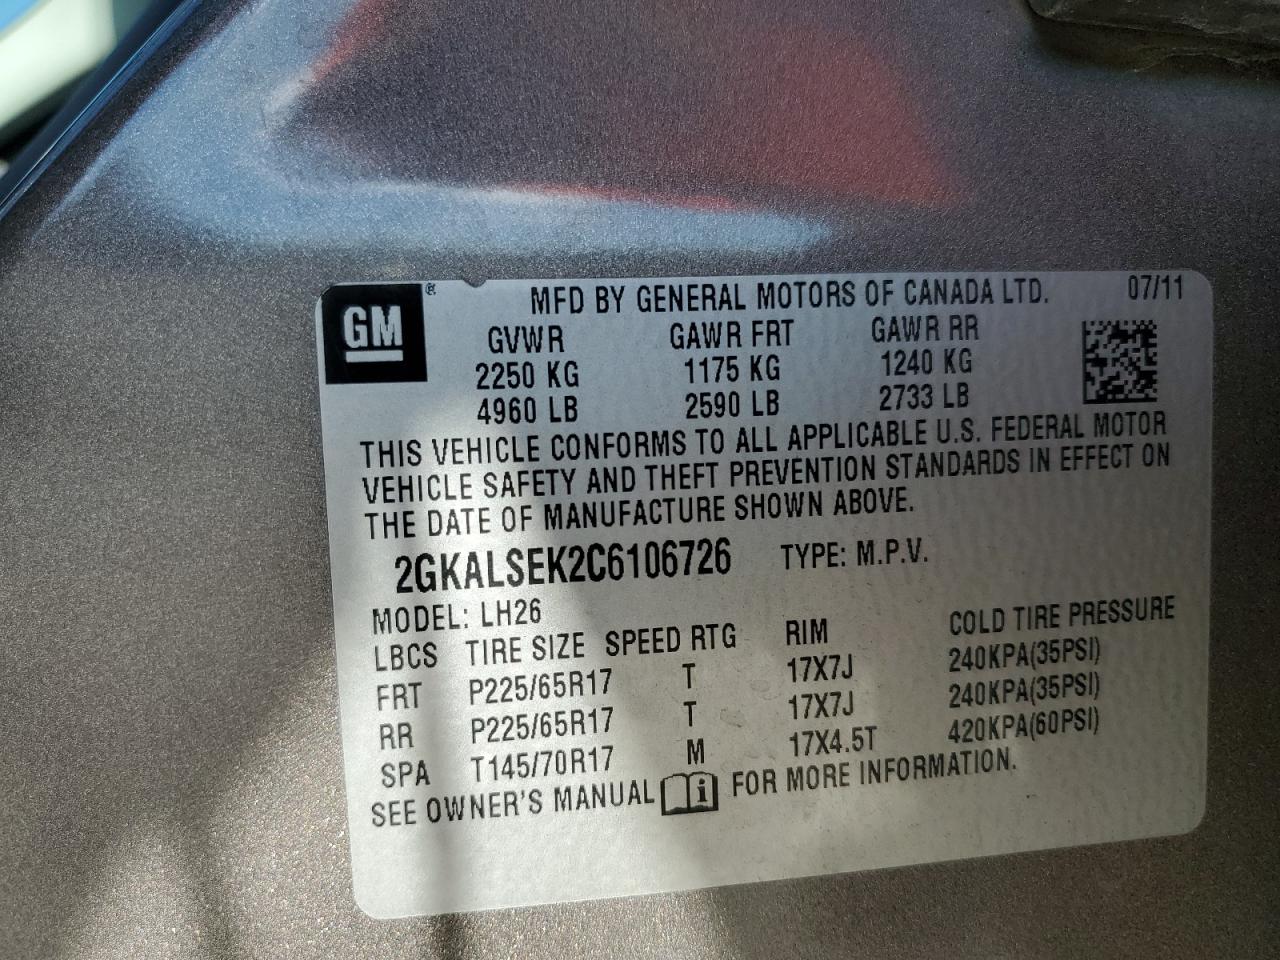 GM ® MFD BY GENERAL MOTORS OF CANADA LTD. 07/11
GVWR GAWR FRT GAWR RR
2250 KG 1175 KG 1240 KG
4960 LB 2590 LB 2733 LB
THIS VEHICLE CONFORMS TO ALL APPLICABLE U.S. FEDERAL MOTOR
VEHICLE SAFETY AND THEFT PREVENTION STANDARDS IN EFFECT ON
THE DATE OF MANUFACTURE SHOWN ABOVE.
2GKALSEK2C6106726 TYPE: M.P.V.
MODEL: LH26
LBCS TIRE SIZE SPEED RTG RIM COLD TIRE PRESSURE
FRT P225/65R17 T 17X7J 240KPA(35PSI)
RR P225/65R17 T 17X7J 240KPA(35PSI)
SPA T145/70R17 M 17X4.5T 420KPA(60PSI)
SEE OWNER'S MANUAL i FOR MORE INFORMATION.